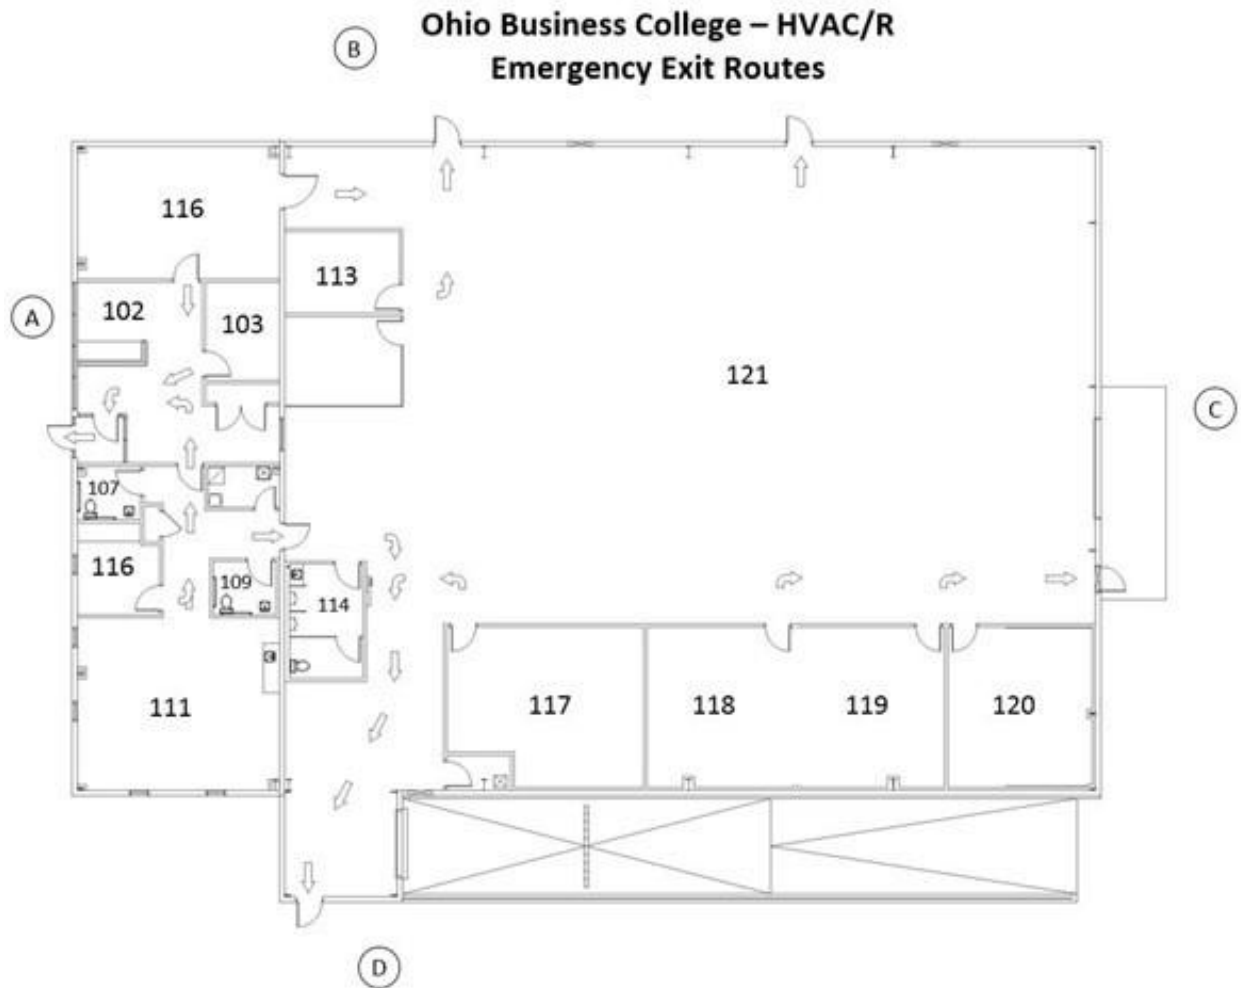 Ohio Business College – HVAC/R
Emergency Exit Routes
B
116
113
102
103
A
121
C
107
116
109
114
111
117
118
119
120
D